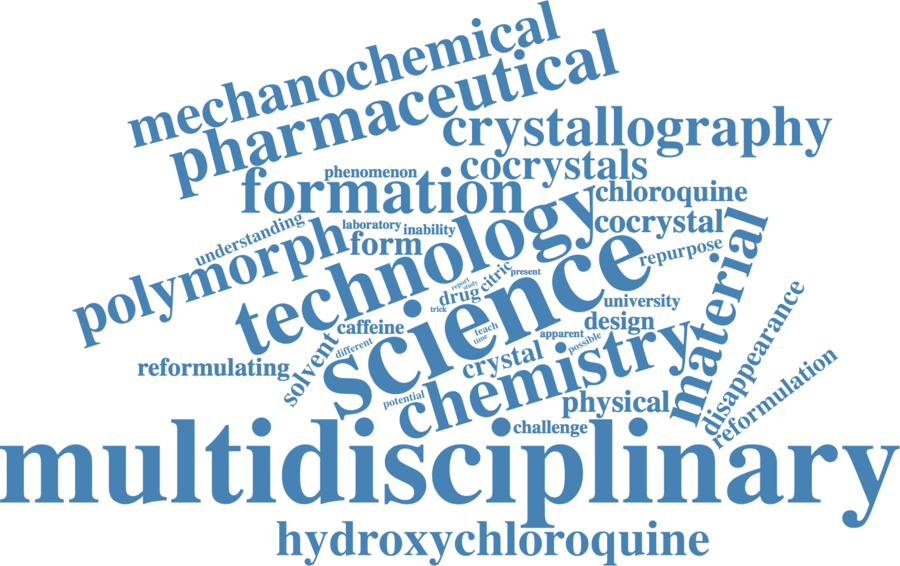 mechanochemical
pharmaceutical
crystallography
cocrystals
phenomenon
formation
chloroquine
understanding
laboratory
inability
cocrystal
polymorph
form
technology
repurpose
material
citric
present
report
study
drug
trick
science
university
disappearance
caffeine
teach
time
apparent
design
different
possible
reformulating
solvent
crystal
chemistry
reformulation
potential
physical
challenge
multidisciplinary
hydroxychloroquine